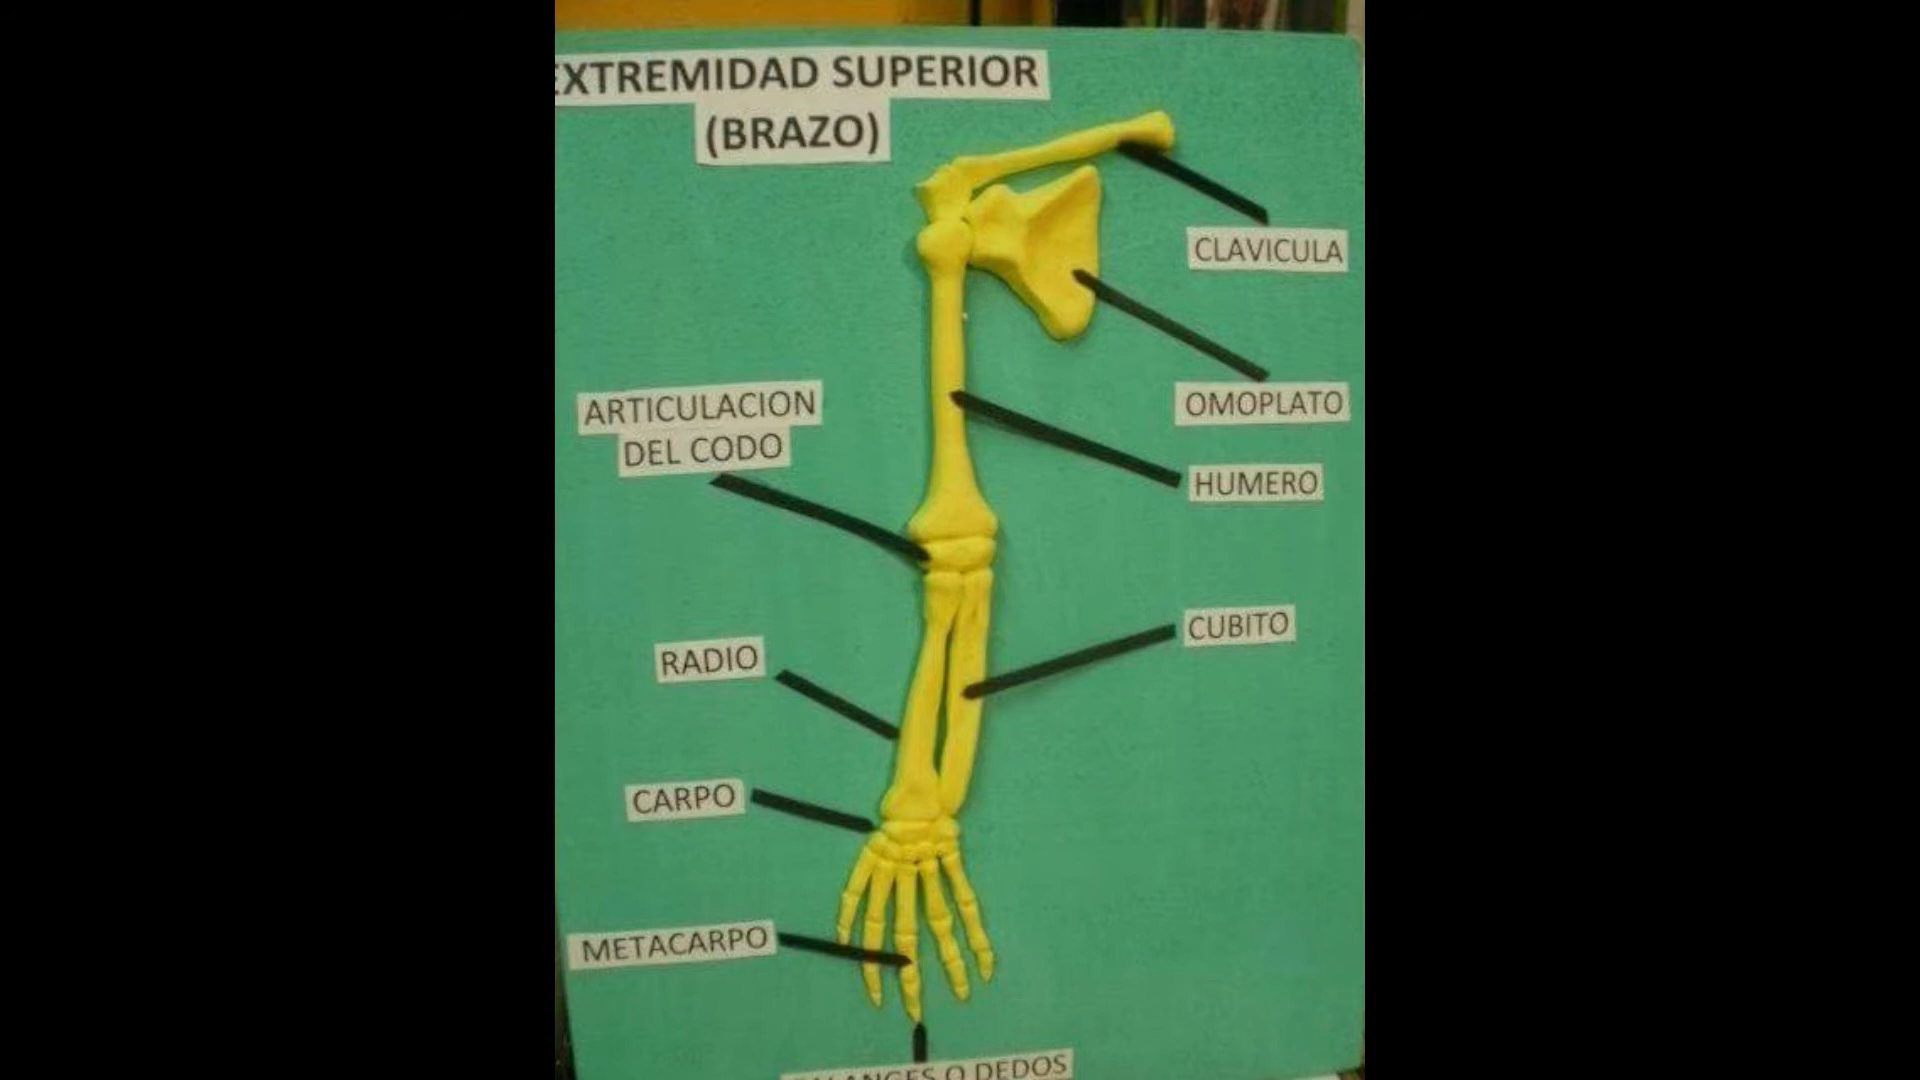 EXTREMIDAD SUPERIOR
(BRAZO)
CLAVICULA
OMOPLATO
ARTICULACION
DEL CODO
HUMERO
CUBITO
RADIO
CARPO
METACARPO
O DEDOS